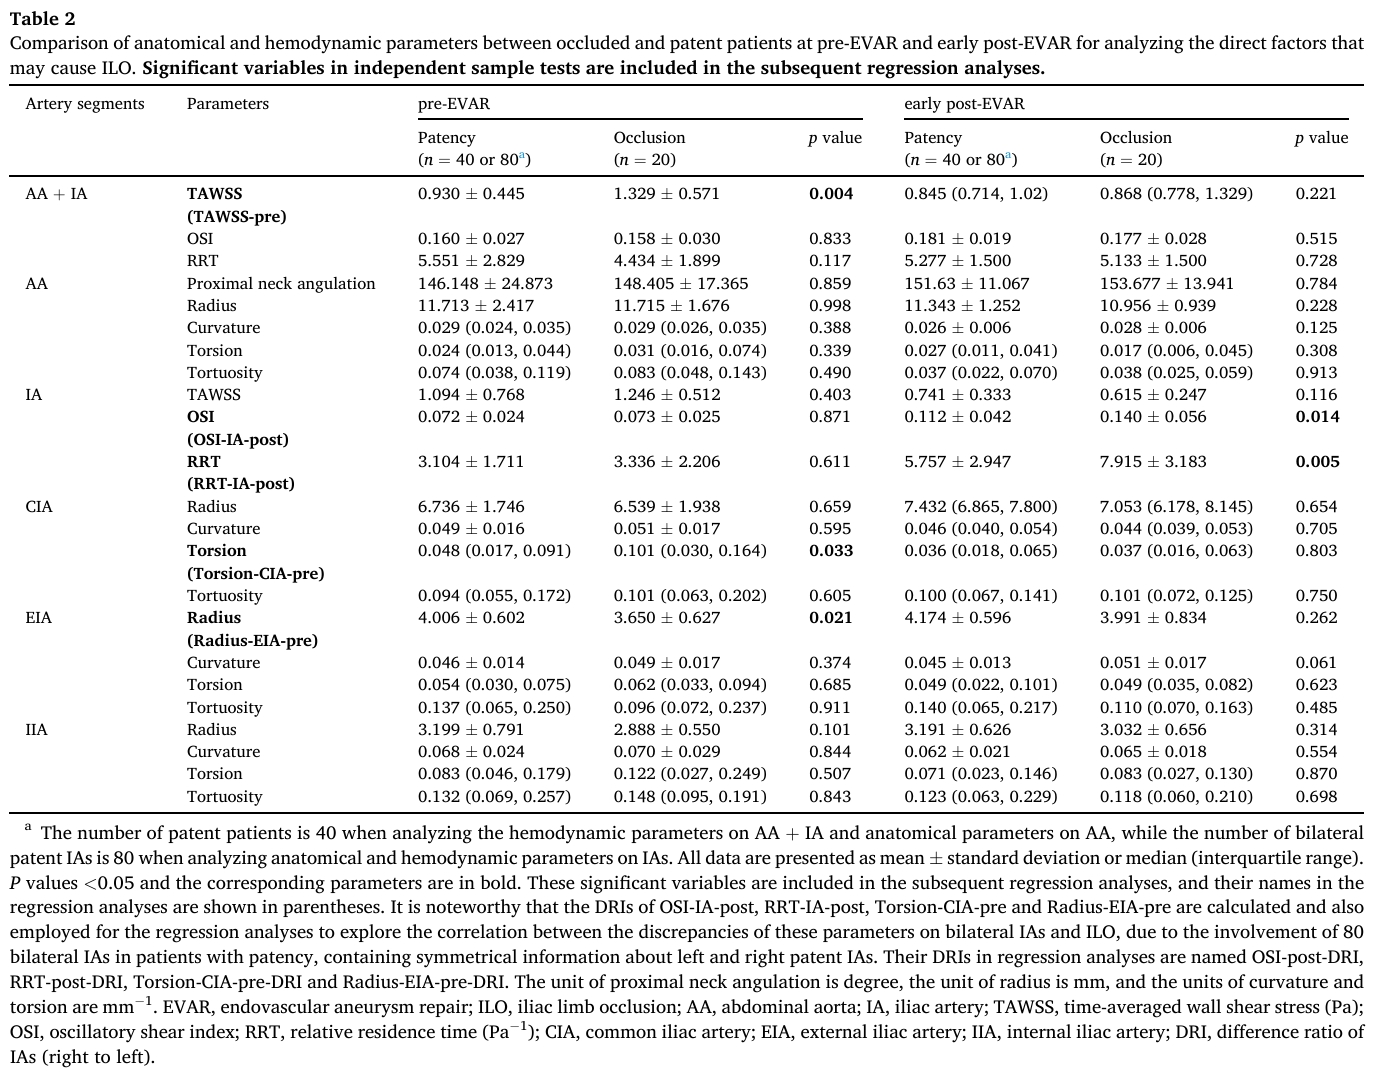 Table 2
Comparison of anatomical and hemodynamic parameters between occluded and patent patients at pre-EVAR and early post-EVAR for analyzing the direct factors that
may cause ILO. Significant variables in independent sample tests are included in the subsequent regression analyses.
Artery segments Parameters pre-EVAR early post-EVAR
Patency Occlusion p value Patency Occlusion p value
(n = 40 or 80a) (n = 20) (n = 40 or 80a) (n = 20)
AA + IA TAWSS 0.930 ± 0.445 1.329 ± 0.571 0.004 0.845 (0.714, 1.02) 0.868 (0.778, 1.329) 0.221
(TAWSS-pre)
OSI 0.160 ± 0.027 0.158 ± 0.030 0.833 0.181 ± 0.019 0.177 ± 0.028 0.515
RRT 5.551 ± 2.829 4.434 ± 1.899 0.117 5.277 ± 1.500 5.133 ± 1.500 0.728
AA Proximal neck angulation 146.148 ± 24.873 148.405 ± 17.365 0.859 151.63 ± 11.067 153.677 ± 13.941 0.784
Radius 11.713 ± 2.417 11.715 ± 1.676 0.998 11.343 ± 1.252 10.956 ± 0.939 0.228
Curvature 0.029 (0.024, 0.035) 0.029 (0.026, 0.035) 0.388 0.026 ± 0.006 0.028 ± 0.006 0.125
Torsion 0.024 (0.013, 0.044) 0.031 (0.016, 0.074) 0.339 0.027 (0.011, 0.041) 0.017 (0.006, 0.045) 0.308
Tortuosity 0.074 (0.038, 0.119) 0.083 (0.048, 0.143) 0.490 0.037 (0.022, 0.070) 0.038 (0.025, 0.059) 0.913
IA TAWSS 1.094 ± 0.768 1.246 ± 0.512 0.403 0.741 ± 0.333 0.615 ± 0.247 0.116
OSI 0.072 ± 0.024 0.073 ± 0.025 0.871 0.112 ± 0.042 0.140 ± 0.056 0.014
(OSI-IA-post)
RRT 3.104 ± 1.711 3.336 ± 2.206 0.611 5.757 ± 2.947 7.915 ± 3.183 0.005
(RRT-IA-post)
CIA Radius 6.736 ± 1.746 6.539 ± 1.938 0.659 7.432 (6.865, 7.800) 7.053 (6.178, 8.145) 0.654
Curvature 0.049 ± 0.016 0.051 ± 0.017 0.595 0.046 (0.040, 0.054) 0.044 (0.039, 0.053) 0.705
Torsion 0.048 (0.017, 0.091) 0.101 (0.030, 0.164) 0.033 0.036 (0.018, 0.065) 0.037 (0.016, 0.063) 0.803
(Torsion-CIA-pre)
Tortuosity 0.094 (0.055, 0.172) 0.101 (0.063, 0.202) 0.605 0.100 (0.067, 0.141) 0.101 (0.072, 0.125) 0.750
EIA Radius 4.006 ± 0.602 3.650 ± 0.627 0.021 4.174 ± 0.596 3.991 ± 0.834 0.262
(Radius-EIA-pre)
Curvature 0.046 ± 0.014 0.049 ± 0.017 0.374 0.045 ± 0.013 0.051 ± 0.017 0.061
Torsion 0.054 (0.030, 0.075) 0.062 (0.033, 0.094) 0.685 0.049 (0.022, 0.101) 0.049 (0.035, 0.082) 0.623
Tortuosity 0.137 (0.065, 0.250) 0.096 (0.072, 0.237) 0.911 0.140 (0.065, 0.217) 0.110 (0.070, 0.163) 0.485
IIA Radius 3.199 ± 0.791 2.888 ± 0.550 0.101 3.191 ± 0.626 3.032 ± 0.656 0.314
Curvature 0.068 ± 0.024 0.070 ± 0.029 0.844 0.062 ± 0.021 0.065 ± 0.018 0.554
Torsion 0.083 (0.046, 0.179) 0.122 (0.027, 0.249) 0.507 0.071 (0.023, 0.146) 0.083 (0.027, 0.130) 0.870
Tortuosity 0.132 (0.069, 0.257) 0.148 (0.095, 0.191) 0.843 0.123 (0.063, 0.229) 0.118 (0.060, 0.210) 0.698
a The number of patent patients is 40 when analyzing the hemodynamic parameters on AA + IA and anatomical parameters on AA, while the number of bilateral
patent IAs is 80 when analyzing anatomical and hemodynamic parameters on IAs. All data are presented as mean ± standard deviation or median (interquartile range).
P values <0.05 and the corresponding parameters are in bold. These significant variables are included in the subsequent regression analyses, and their names in the
regression analyses are shown in parentheses. It is noteworthy that the DRIs of OSI-IA-post, RRT-IA-post, Torsion-CIA-pre and Radius-EIA-pre are calculated and also
employed for the regression analyses to explore the correlation between the discrepancies of these parameters on bilateral IAs and ILO, due to the involvement of 80
bilateral IAs in patients with patency, containing symmetrical information about left and right patent IAs. Their DRIs in regression analyses are named OSI-post-DRI,
RRT-post-DRI, Torsion-CIA-pre-DRI and Radius-EIA-pre-DRI. The unit of proximal neck angulation is degree, the unit of radius is mm, and the units of curvature and
torsion are mm−1. EVAR, endovascular aneurysm repair; ILO, iliac limb occlusion; AA, abdominal aorta; IA, iliac artery; TAWSS, time-averaged wall shear stress (Pa);
OSI, oscillatory shear index; RRT, relative residence time (Pa−1); CIA, common iliac artery; EIA, external iliac artery; IIA, internal iliac artery; DRI, difference ratio of
IAs (right to left).